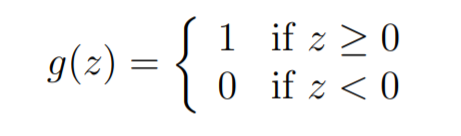 g(z) = { 1 if z ≥ 0
0 if z < 0